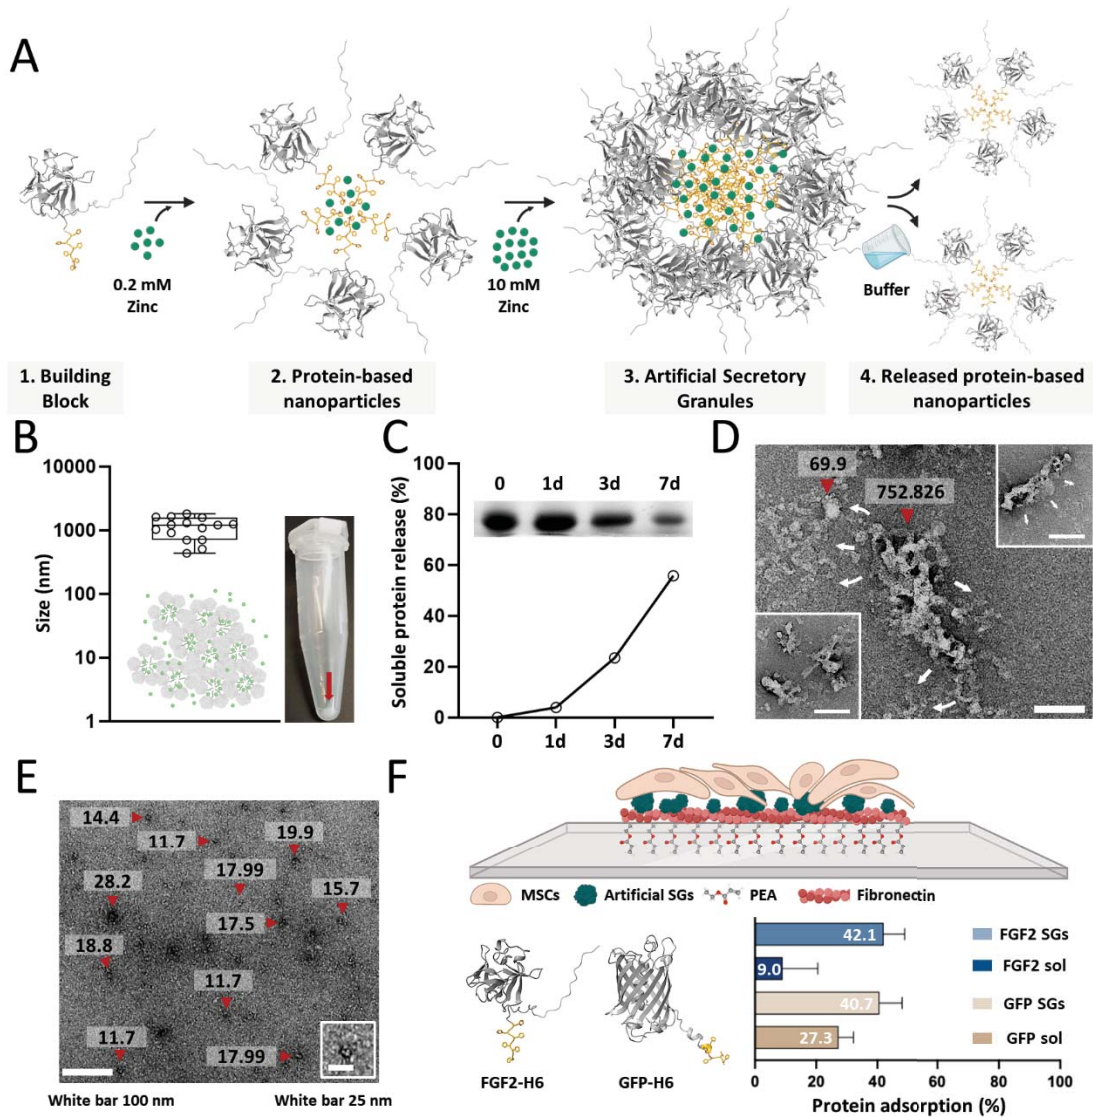 A
0.2 mM
Zinc
10 mM
Zinc
Buffer
1. Building
Block
2. Protein-based
nanoparticles
3. Artificial Secretory
Granules
4. Released protein-based
nanoparticles
B
Size (nm)
10000
1000
100
10
1
C
Soluble protein release (%)
100
80
60
40
20
0
0 1d 3d 7d
0 1d 3d 7d
D
69.9
752.826
E
14.4
11.7
19.9
28.2
17.99
15.7
17.5
18.8
11.7
11.7
17.99
White bar 100 nm
White bar 25 nm
F
MSCs
Artificial SGs
PEA
Fibronectin
FGF2-H6
GFP-H6
42.1
9.0
40.7
27.3
FGF2 SGs
FGF2 sol
GFP SGs
GFP sol
0 20 40 60 80 100
Protein adsorption (%)